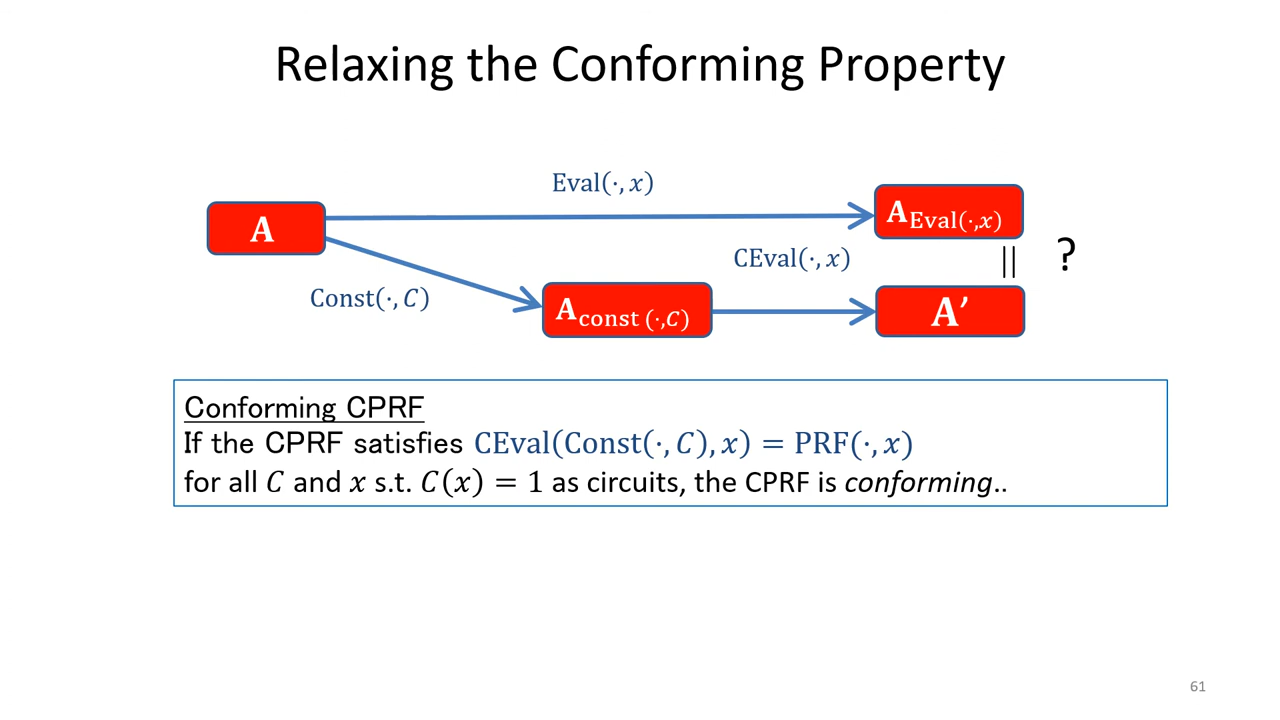 Relaxing the Conforming Property
Eval(·, x)
A
A_Eval(·,x)
CEval(·, x)
|| ?
Const(·, C)
A_const (·,C)
A’
Conforming CPRF
If the CPRF satisfies CEval(Const(·, C), x) = PRF(·, x)
for all C and x s.t. C(x) = 1 as circuits, the CPRF is conforming..
61